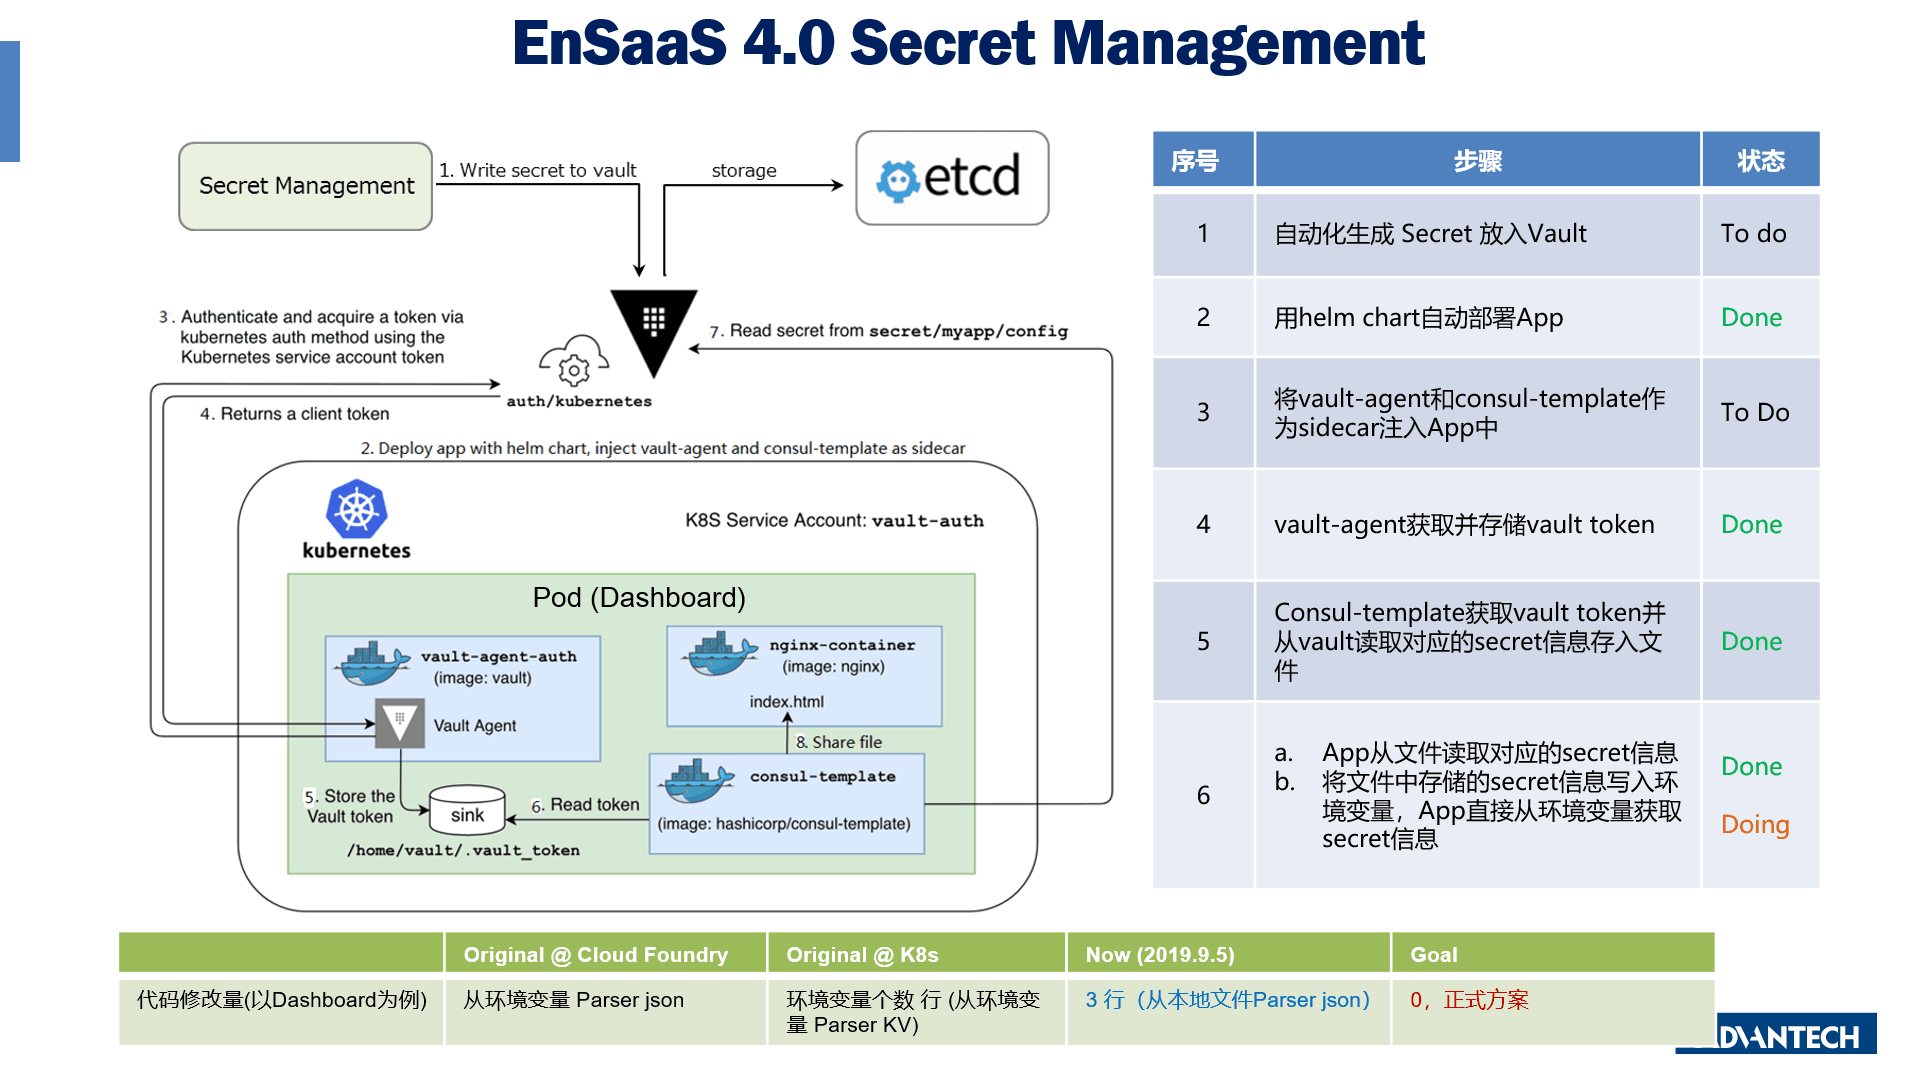 EnSaaS 4.0 Secret Management
Secret Management
1. Write secret to vault
storage
etcd
3. Authenticate and acquire a token via
kubernetes auth method using the
Kubernetes service account token
7. Read secret from secret/myapp/config
auth/kubernetes
4. Returns a client token
2. Deploy app with helm chart, inject vault-agent and consul-template as sidecar
kubernetes
K8S Service Account: vault-auth
Pod (Dashboard)
vault-agent-auth
(image: vault)
Vault Agent
nginx-container
(image: nginx)
index.html
8. Share file
consul-template
(image: hashicorp/consul-template)
5. Store the
Vault token
sink
6. Read token
/home/vault/.vault_token
序号 步骤 状态
1 自动化生成 Secret 放入Vault To do
2 用helm chart自动部署App Done
3 将vault-agent和consul-template作
为sidecar注入App中 To Do
4 vault-agent获取并存储vault token Done
5 Consul-template获取vault token并
从vault读取对应的secret信息存入文
件 Done
6 a. App从文件读取对应的secret信息 Done
b. 将文件中存储的secret信息写入环
境变量，App直接从环境变量获取
secret信息 Doing
Original @ Cloud Foundry Original @ K8s Now (2019.9.5) Goal
代码修改量(以Dashboard为例) 从环境变量 Parser json 环境变量个数 行 (从环境变
量 Parser KV) 3 行（从本地文件Parser json） 0，正式方案
ADVANTECH